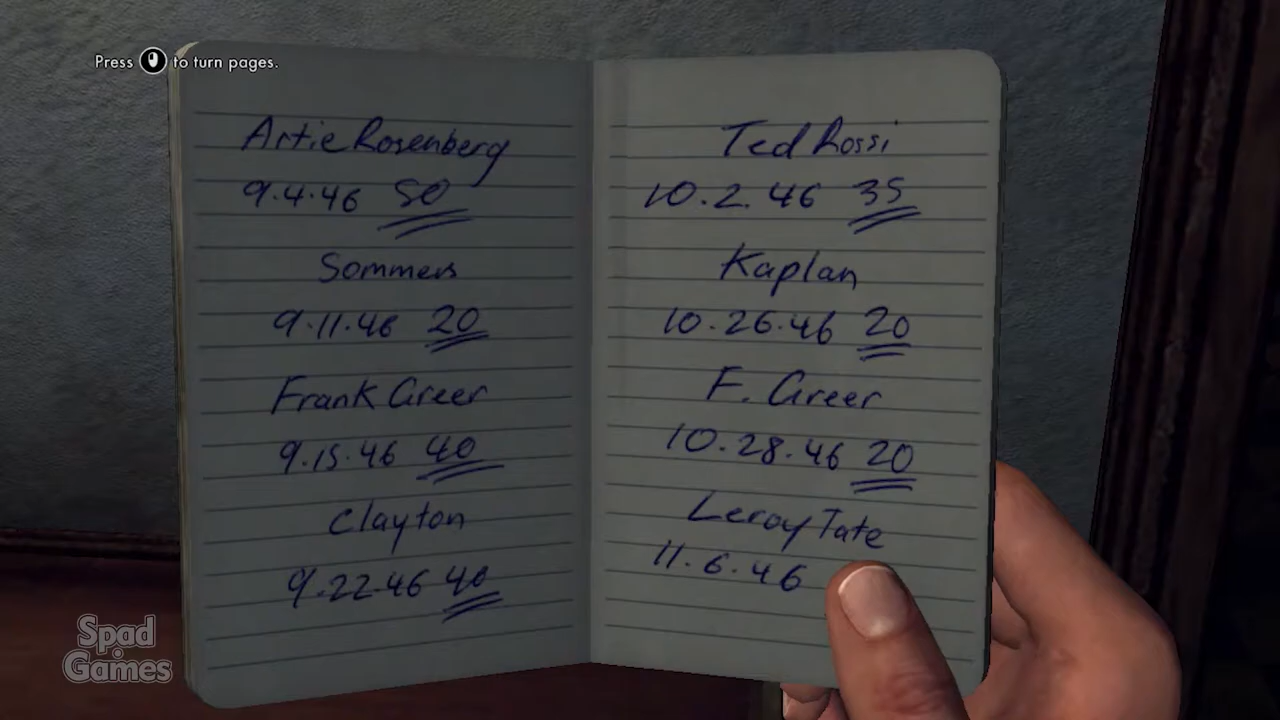 Press to turn pages.
Artie Rosenberg
9.4.46 50
Sommers
9.11.46 20
Frank Greer
9.15.46 40
Clayton
9.22.46 40
Ted Rossi
10.2.46 35
Kaplan
10.26.46 20
F. Greer
10.28.46 20
Leroy Tate
11.6.46
Spad
Games